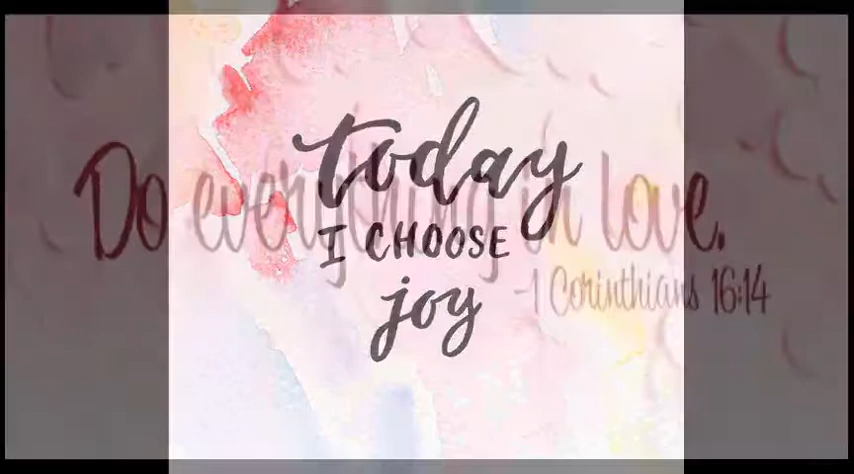 today
I CHOOSE
joy
Do everything in love.
-1 Corinthians 16:14